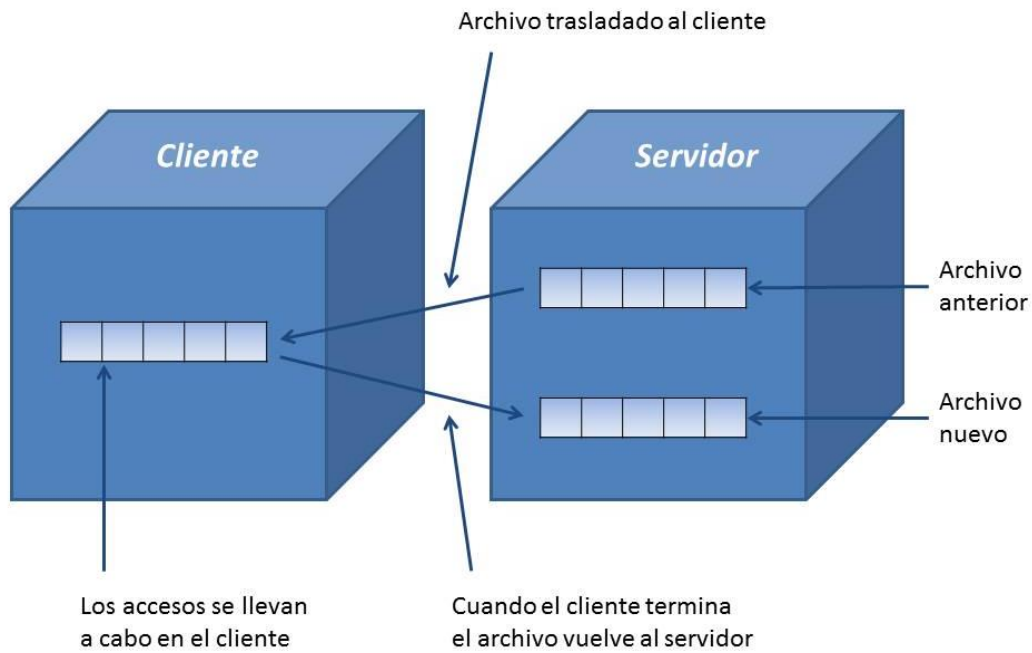 Archivo trasladado al cliente
Cliente
Servidor
Archivo
anterior
Archivo
nuevo
Los accesos se llevan
a cabo en el cliente
Cuando el cliente termina
el archivo vuelve al servidor